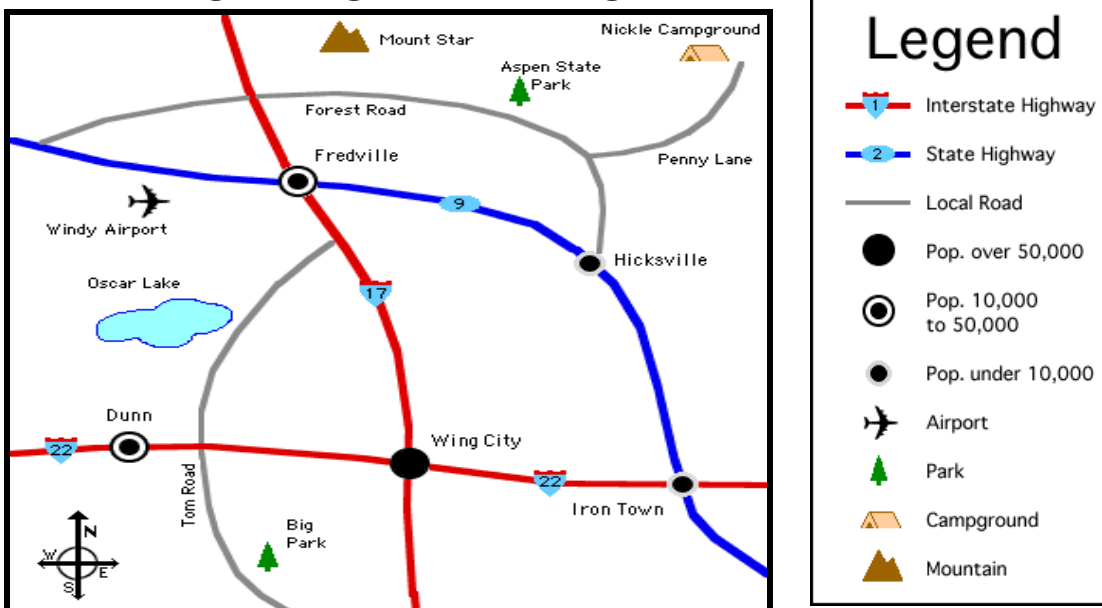 Nickle Campground
Mount Star
Aspen State
Park
Forest Road
Fredville
Penny Lane
9
Windy Airport
Hicksville
Oscar Lake
17
Dunn
Wing City
22
22
Iron Town
Tom Road
Big
Park
N
W
E
S
Legend
1
Interstate Highway
2
State Highway
Local Road
Pop. over 50,000
Pop. 10,000
to 50,000
Pop. under 10,000
Airport
Park
Campground
Mountain